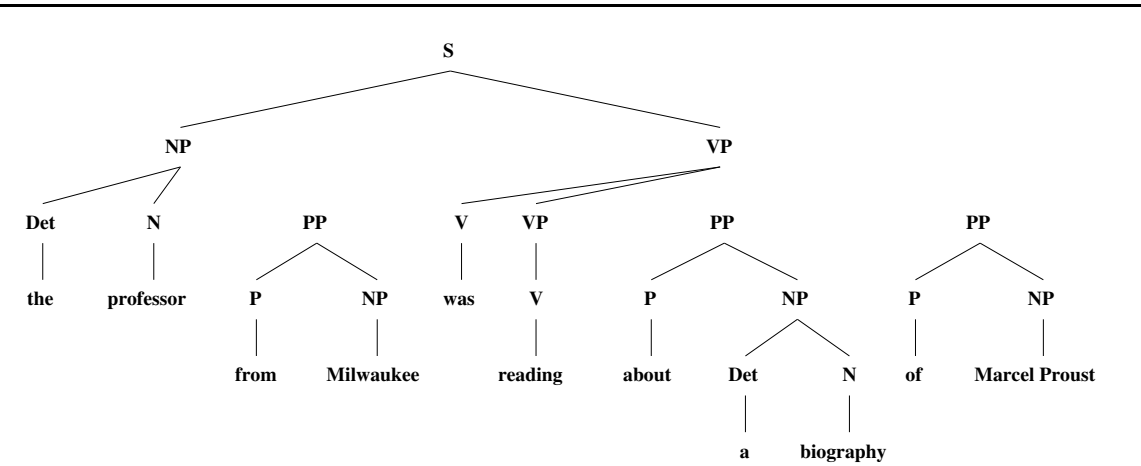 S
NP VP
Det N PP V VP PP PP
the professor P NP was V P NP P NP
from Milwaukee reading about Det N of Marcel Proust
a biography